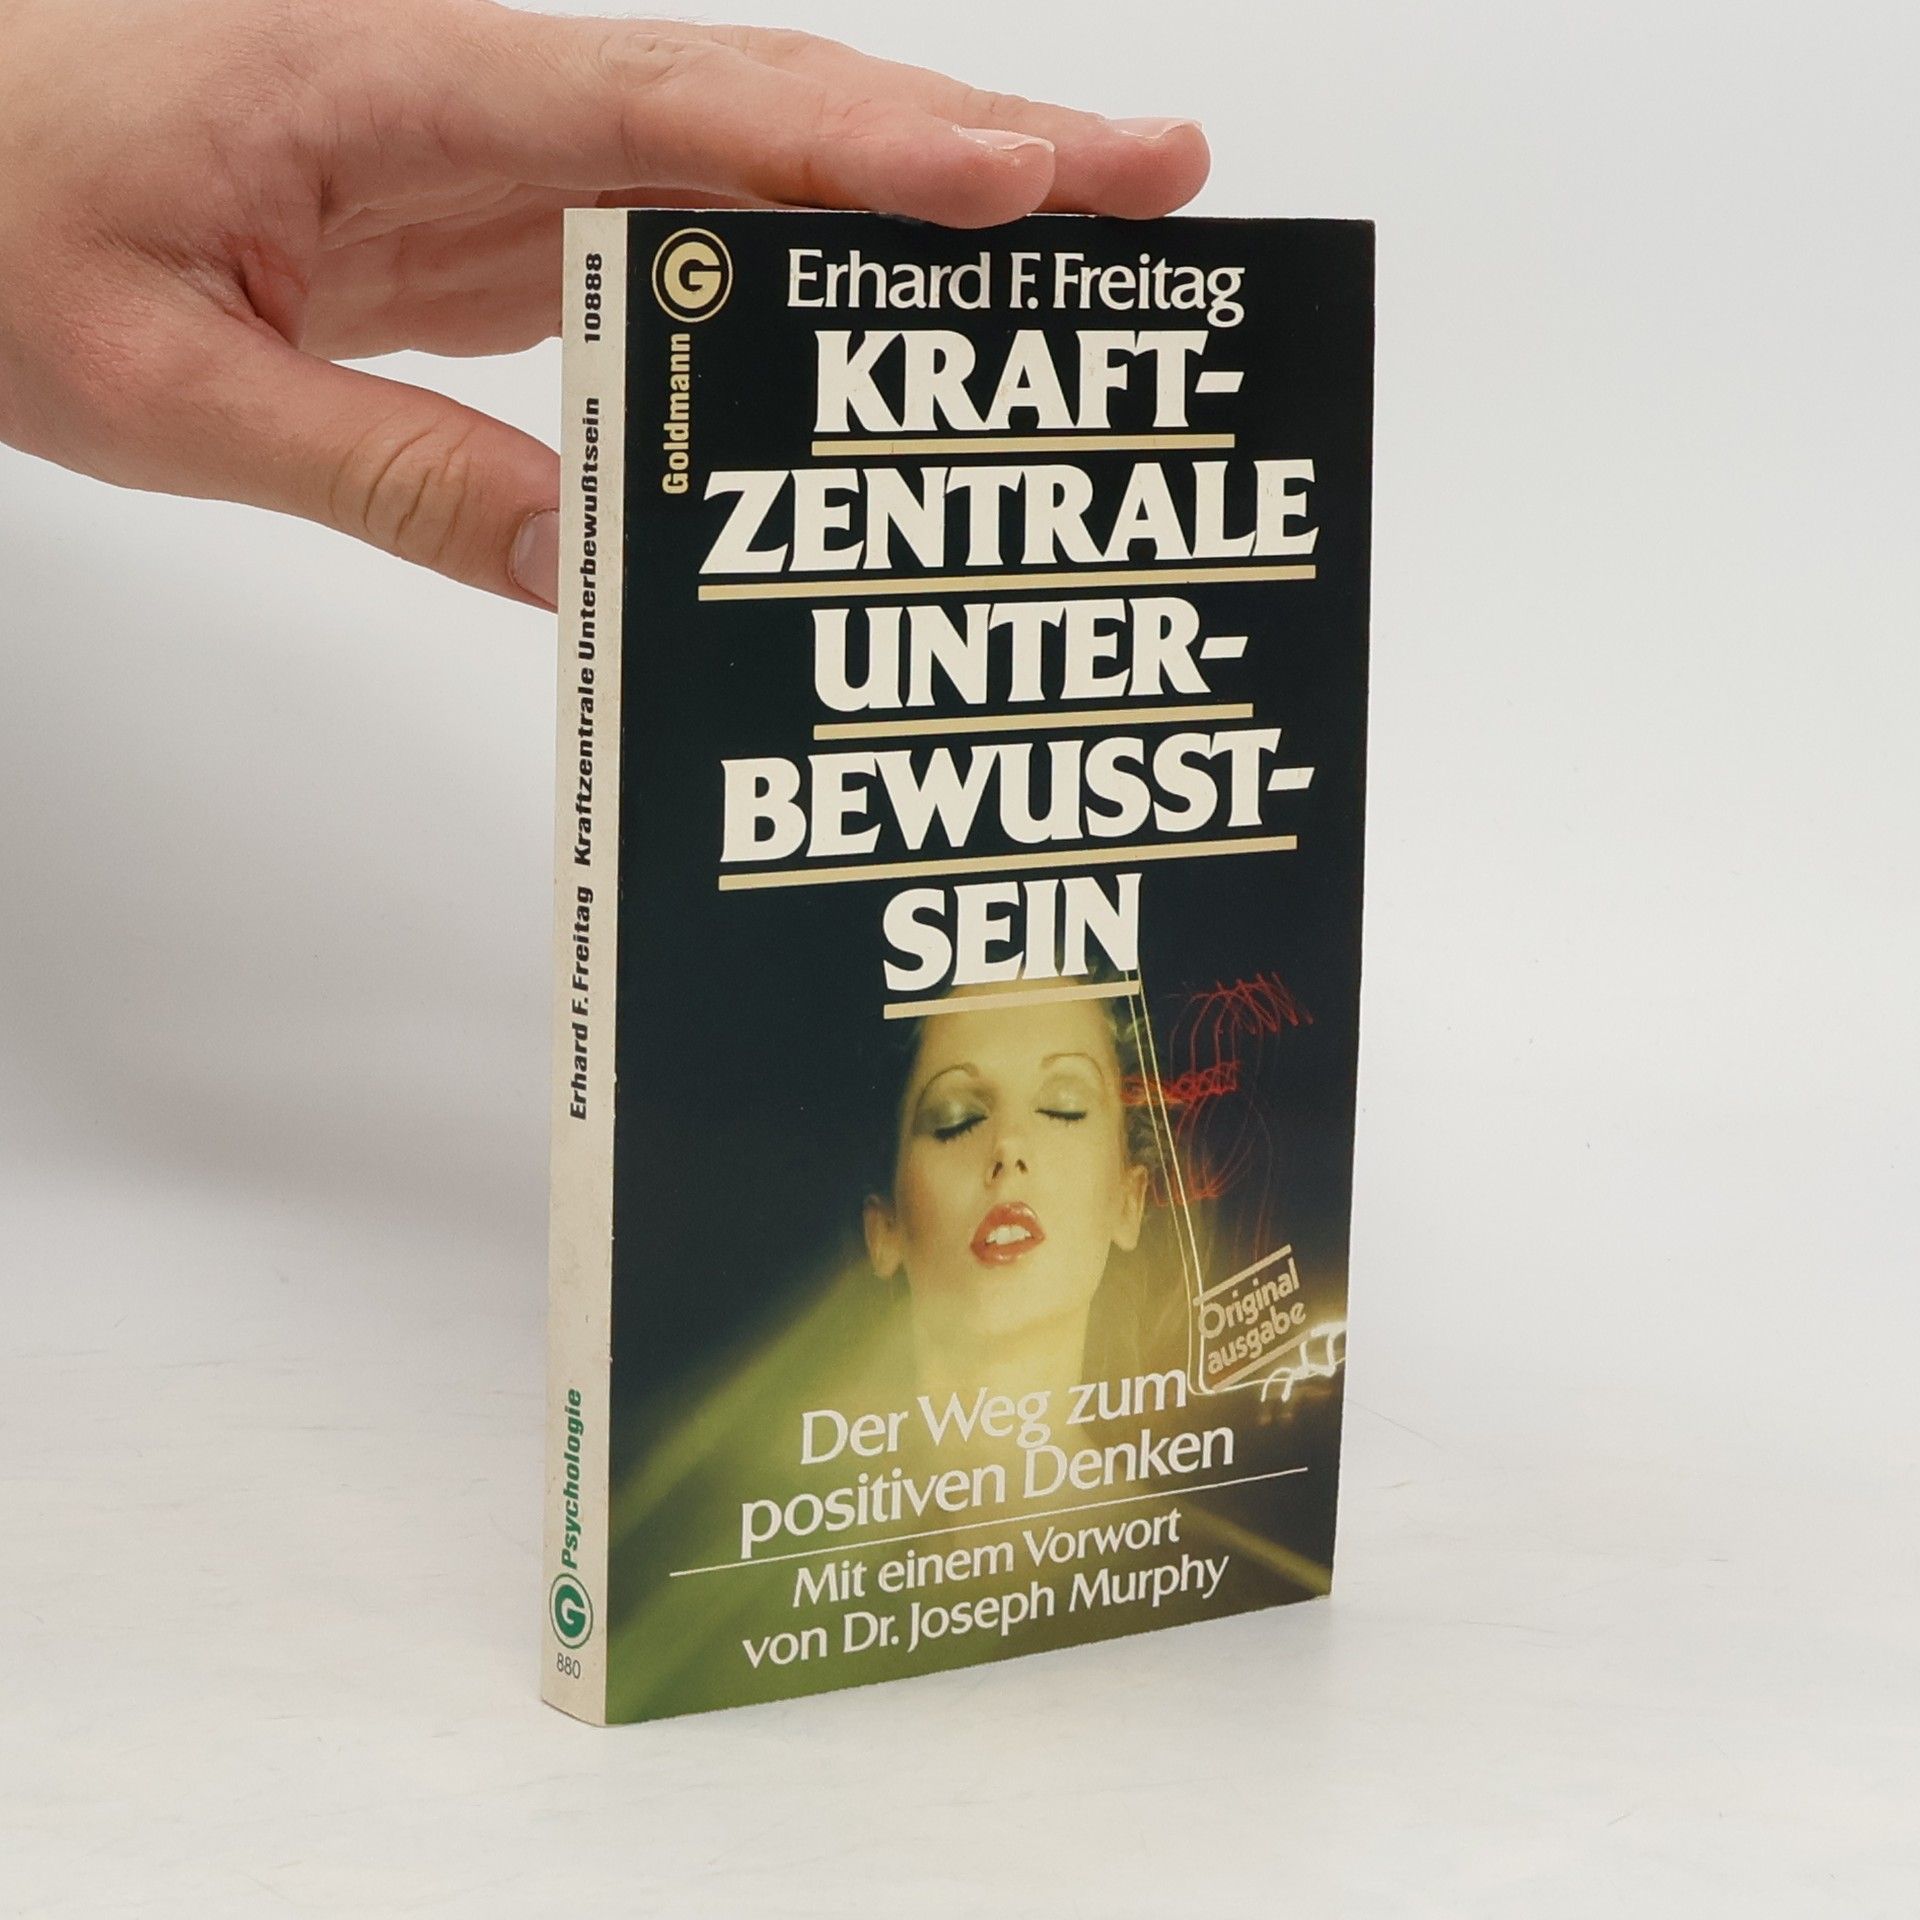 Erhard F. Freitag Kraftzentrale Unterbewußtsein 10888
G Psychologie
880
G
Goldmann
Erhard F. Freitag
KRAFT-
ZENTRALE
UNTER-
BEWUSST-
SEIN
Original
ausgabe
Der Weg zum
positiven Denken
Mit einem Vorwort
von Dr. Joseph Murphy